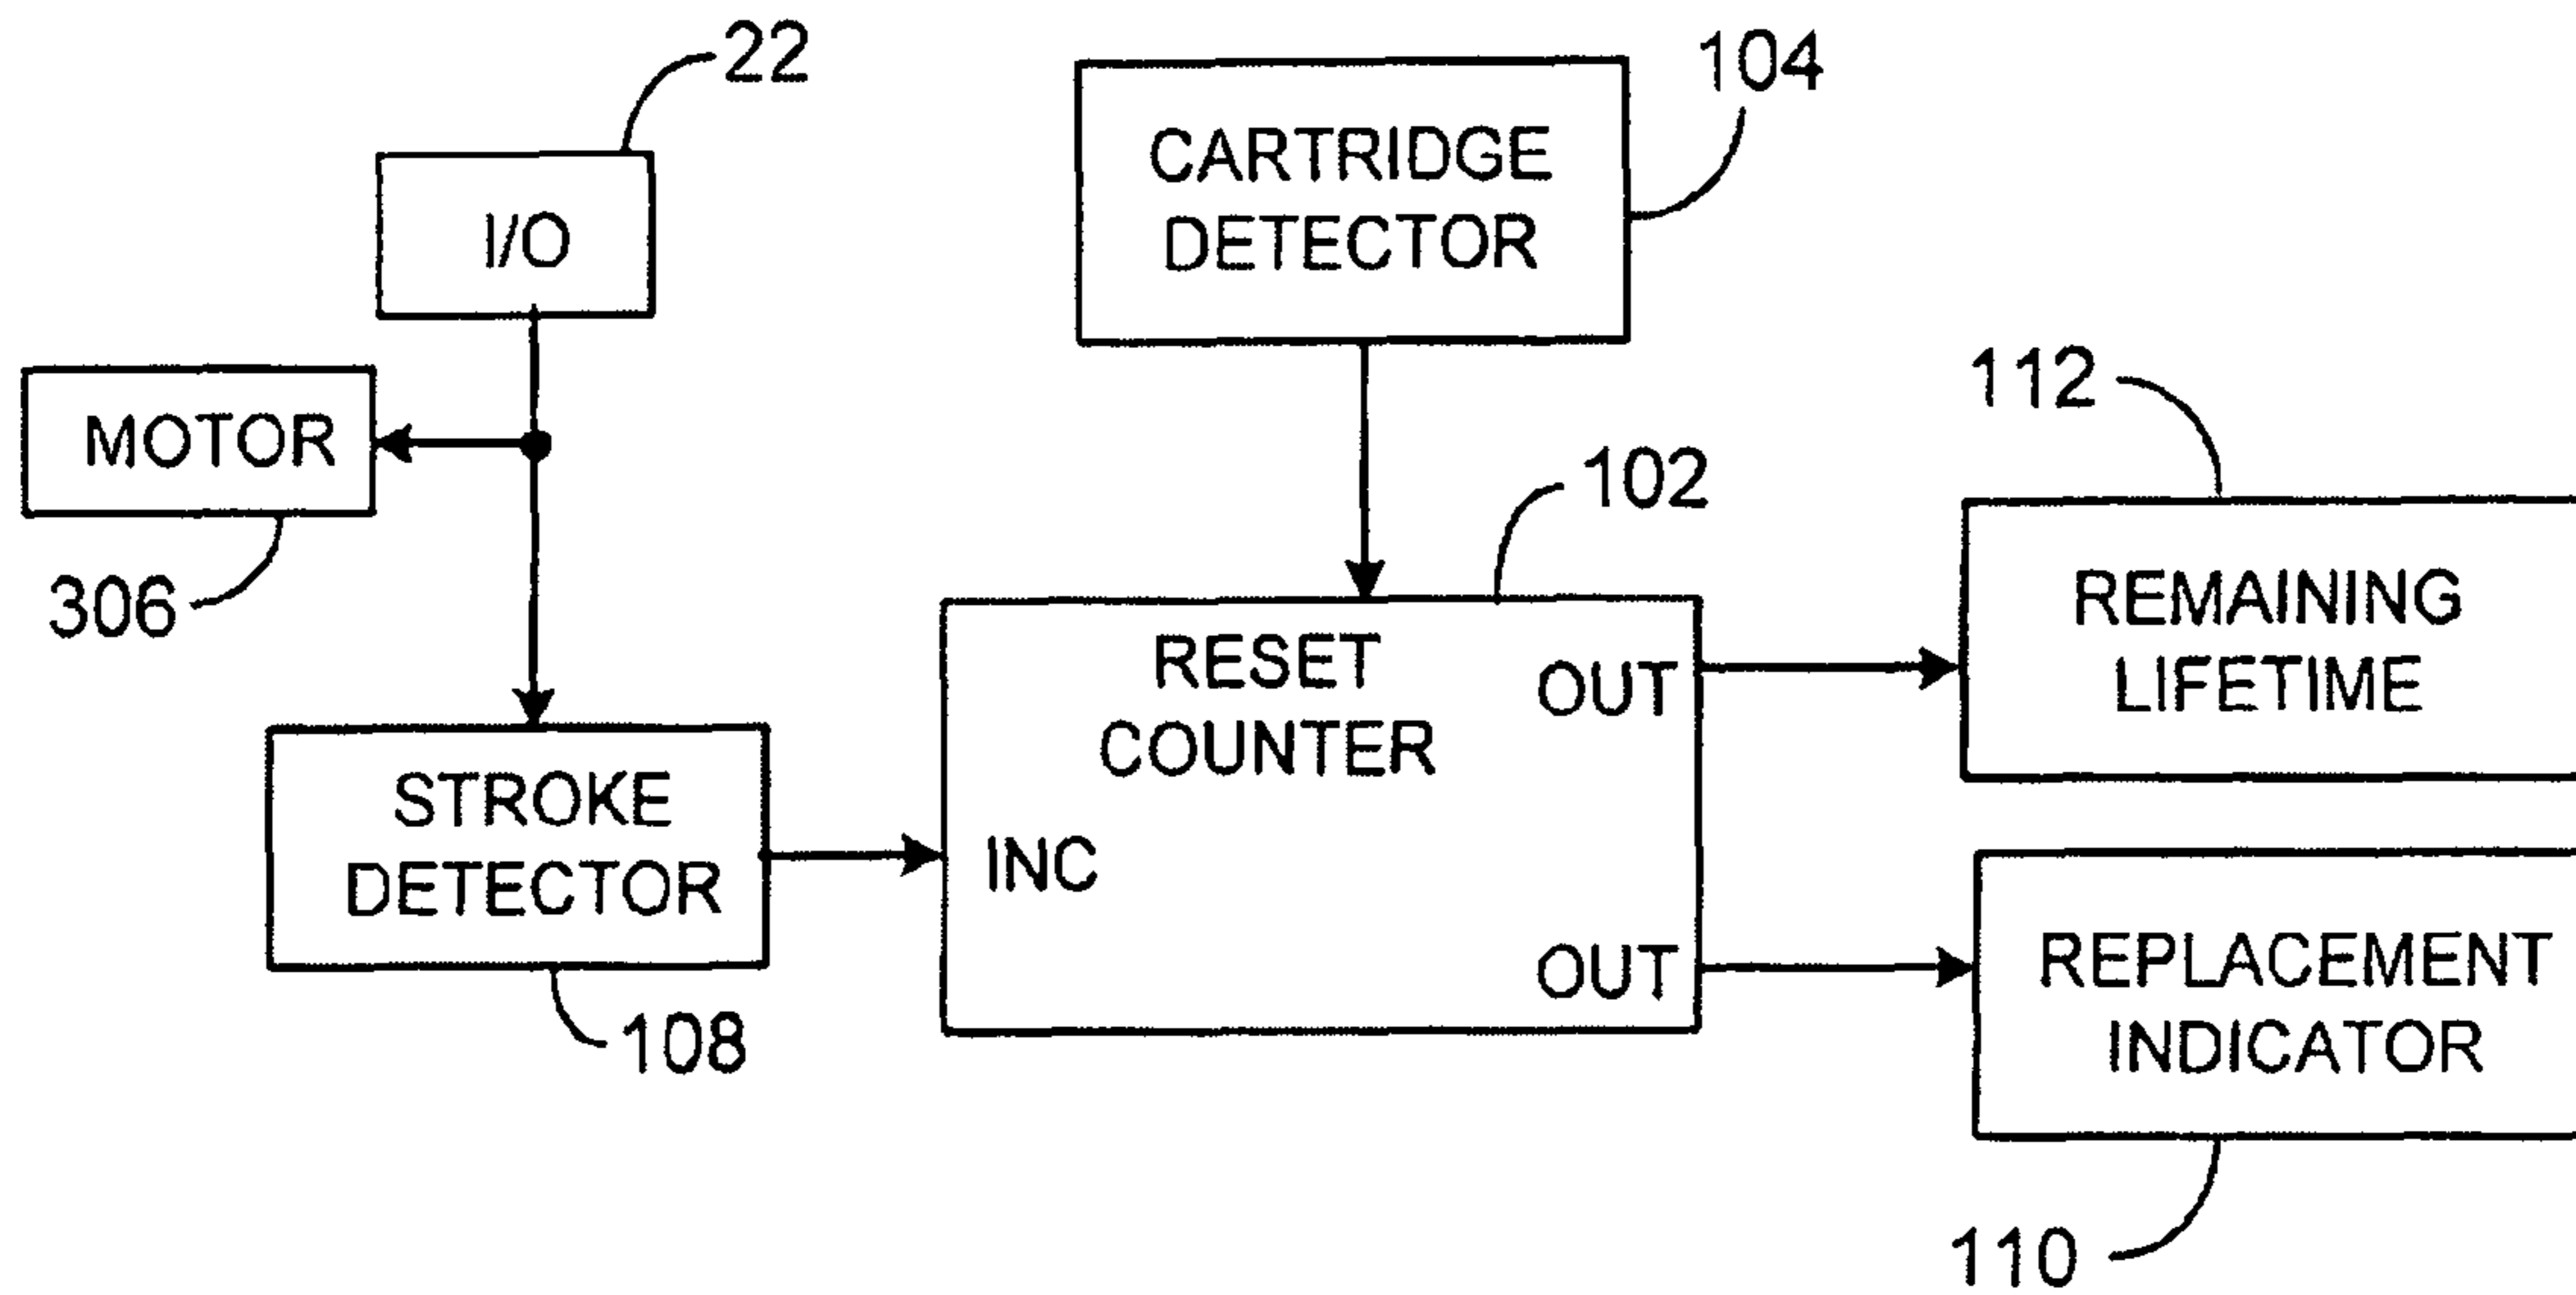 22
I/O
MOTOR
306
CARTRIDGE
DETECTOR
104
STROKE
DETECTOR
108
102
RESET
COUNTER
INC
OUT
OUT
112
REMAINING
LIFETIME
REPLACEMENT
INDICATOR
110